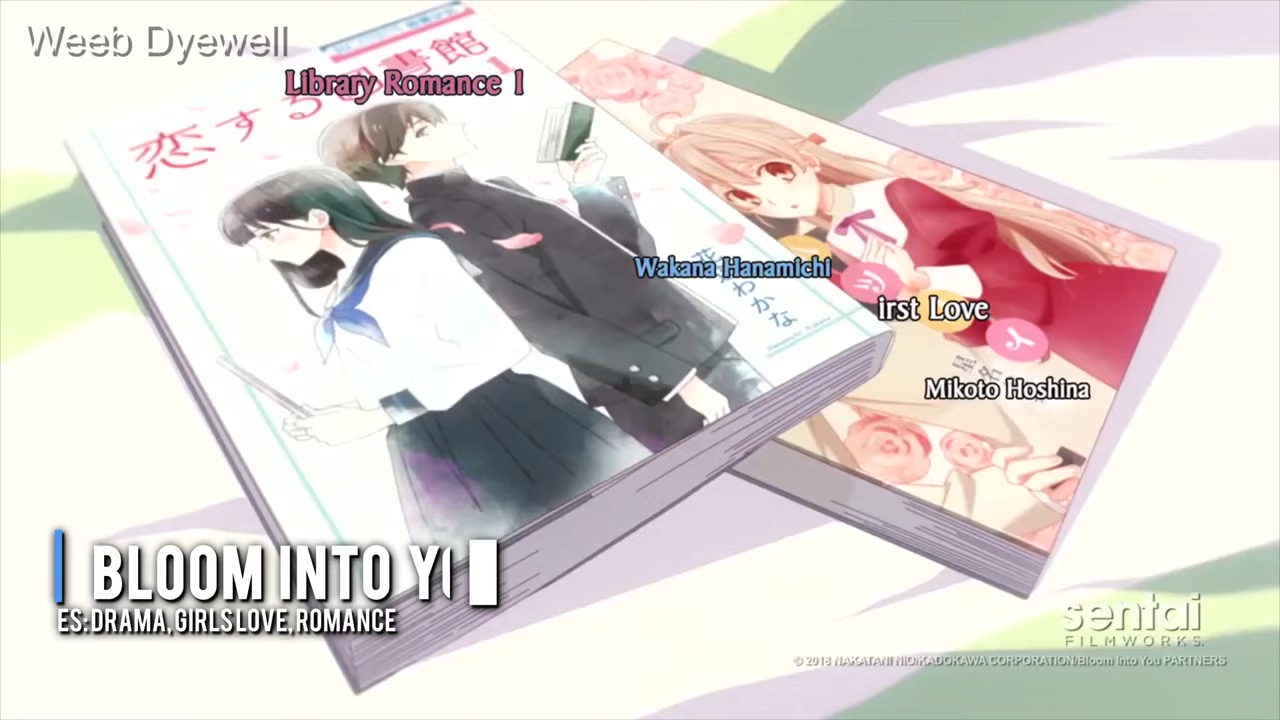 Weeb Dyewell
恋する図書館
1
Library Romance 1
Wakana Hanamichi
わかな
irst Love
Mikoto Hoshina
BLOOM INTO YO
ES: DRAMA, GIRLS LOVE, ROMANCE
sentai
FILMWORKS
© 2018 NAKATANI NIO/KADOKAWA CORPORATION/Bloom Into You PARTNERS